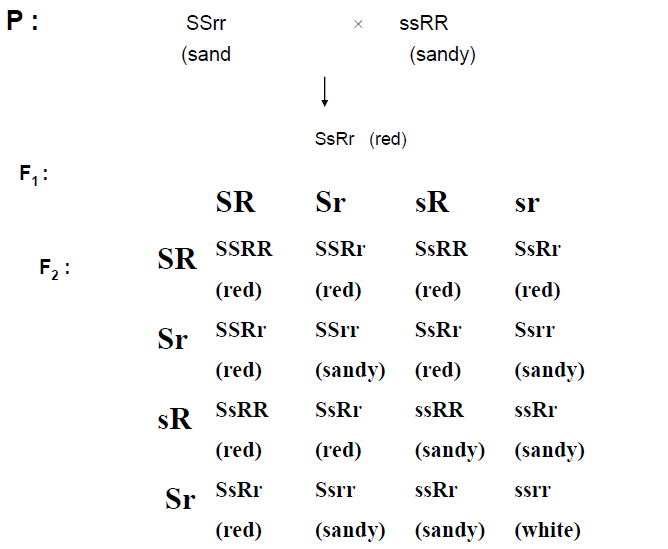 P :
SSrr × ssRR
(sand (sandy)
SsRr (red)
F1 :
SR Sr sR sr
F2 :
SR SSRR SSRr SsRR SsRr
(red) (red) (red) (red)
Sr SSRr SSrr SsRr Ssrr
(red) (sandy) (red) (sandy)
sR SsRR SsRr ssRR ssRr
(red) (red) (sandy) (sandy)
Sr SsRr Ssrr ssRr ssrr
(red) (sandy) (sandy) (white)